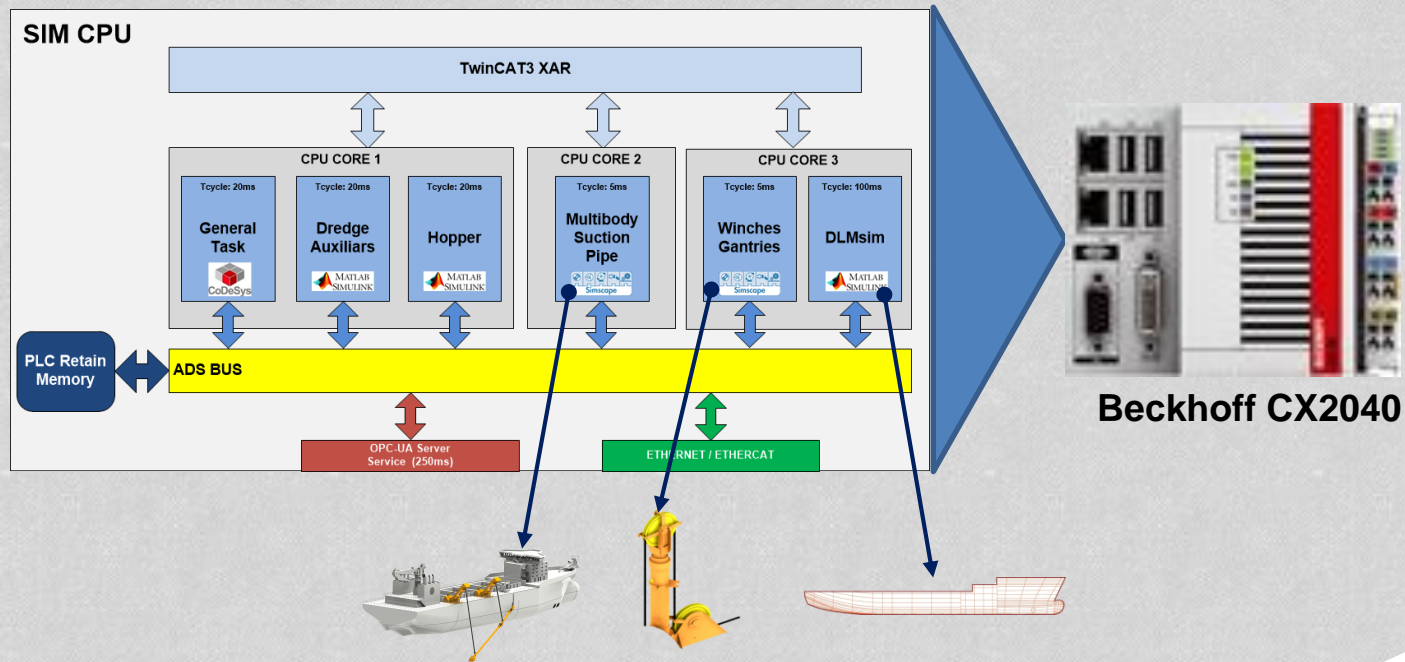 SIM CPU
TwinCAT3 XAR
CPU CORE 1
CPU CORE 2
CPU CORE 3
Tcycle: 20ms
General
Task
CoDeSys
Tcycle: 20ms
Dredge
Auxiliars
MATLAB
SIMULINK
Tcycle: 20ms
Hopper
MATLAB
SIMULINK
Tcycle: 5ms
Multibody
Suction
Pipe
Simscape
Tcycle: 5ms
Winches
Gantries
Simscape
Tcycle: 100ms
DLMsim
MATLAB
SIMULINK
PLC Retain
Memory
ADS BUS
OPC-UA Server
Service (250ms)
ETHERNET / ETHERCAT
Beckhoff CX2040